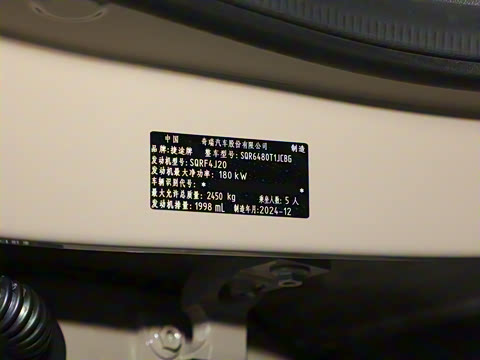 中国 奇瑞汽车股份有限公司 制造
品牌:捷途牌 整车型号:SQR6480T1JCBG
发动机型号:SQRF4J20
发动机最大净功率:180kW
车辆识别代号:* *
最大允许总质量:2450 kg 乘坐人数:5人
发动机排量:1998 mL 制造年月:2024-12